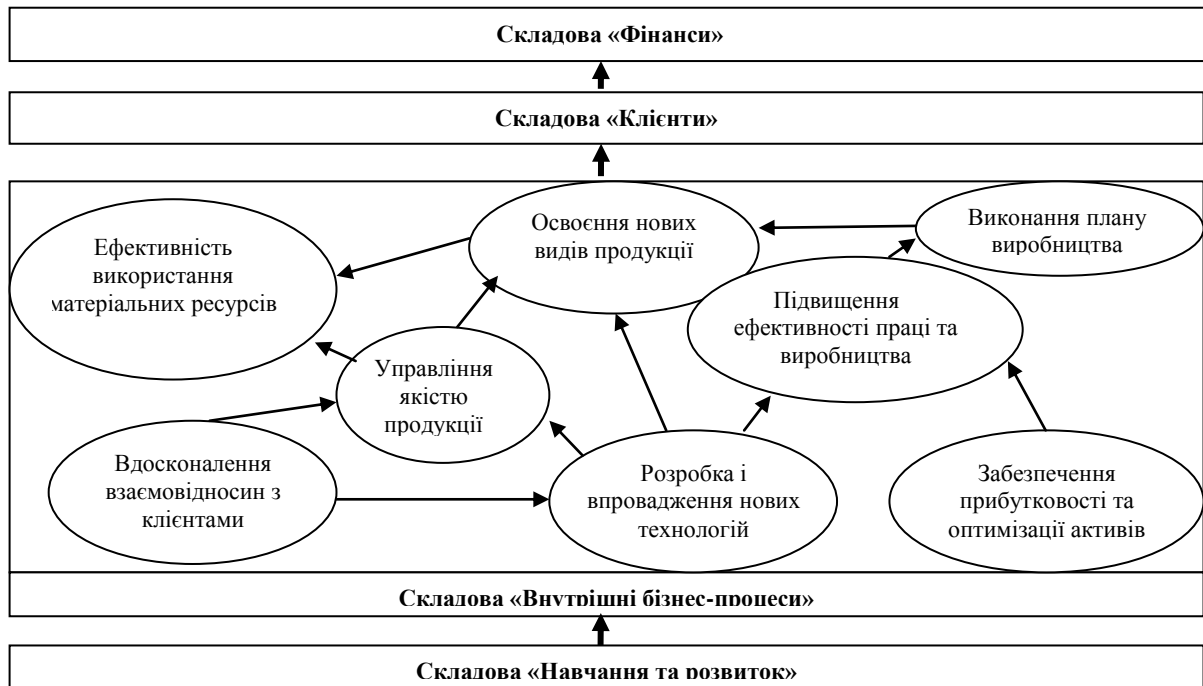 Складова «Фінанси»
Складова «Клієнти»
Ефективність
використання
матеріальних ресурсів
Освоєння нових
видів продукції
Виконання плану
виробництва
Підвищення
ефективності праці та
виробництва
Управління
якістю
продукції
Вдосконалення
взаємовідносин з
клієнтами
Розробка і
впровадження нових
технологій
Забезпечення
прибутковості та
оптимізації активів
Складова «Внутрішні бізнес-процеси»
Складова «Навчання та розвиток»